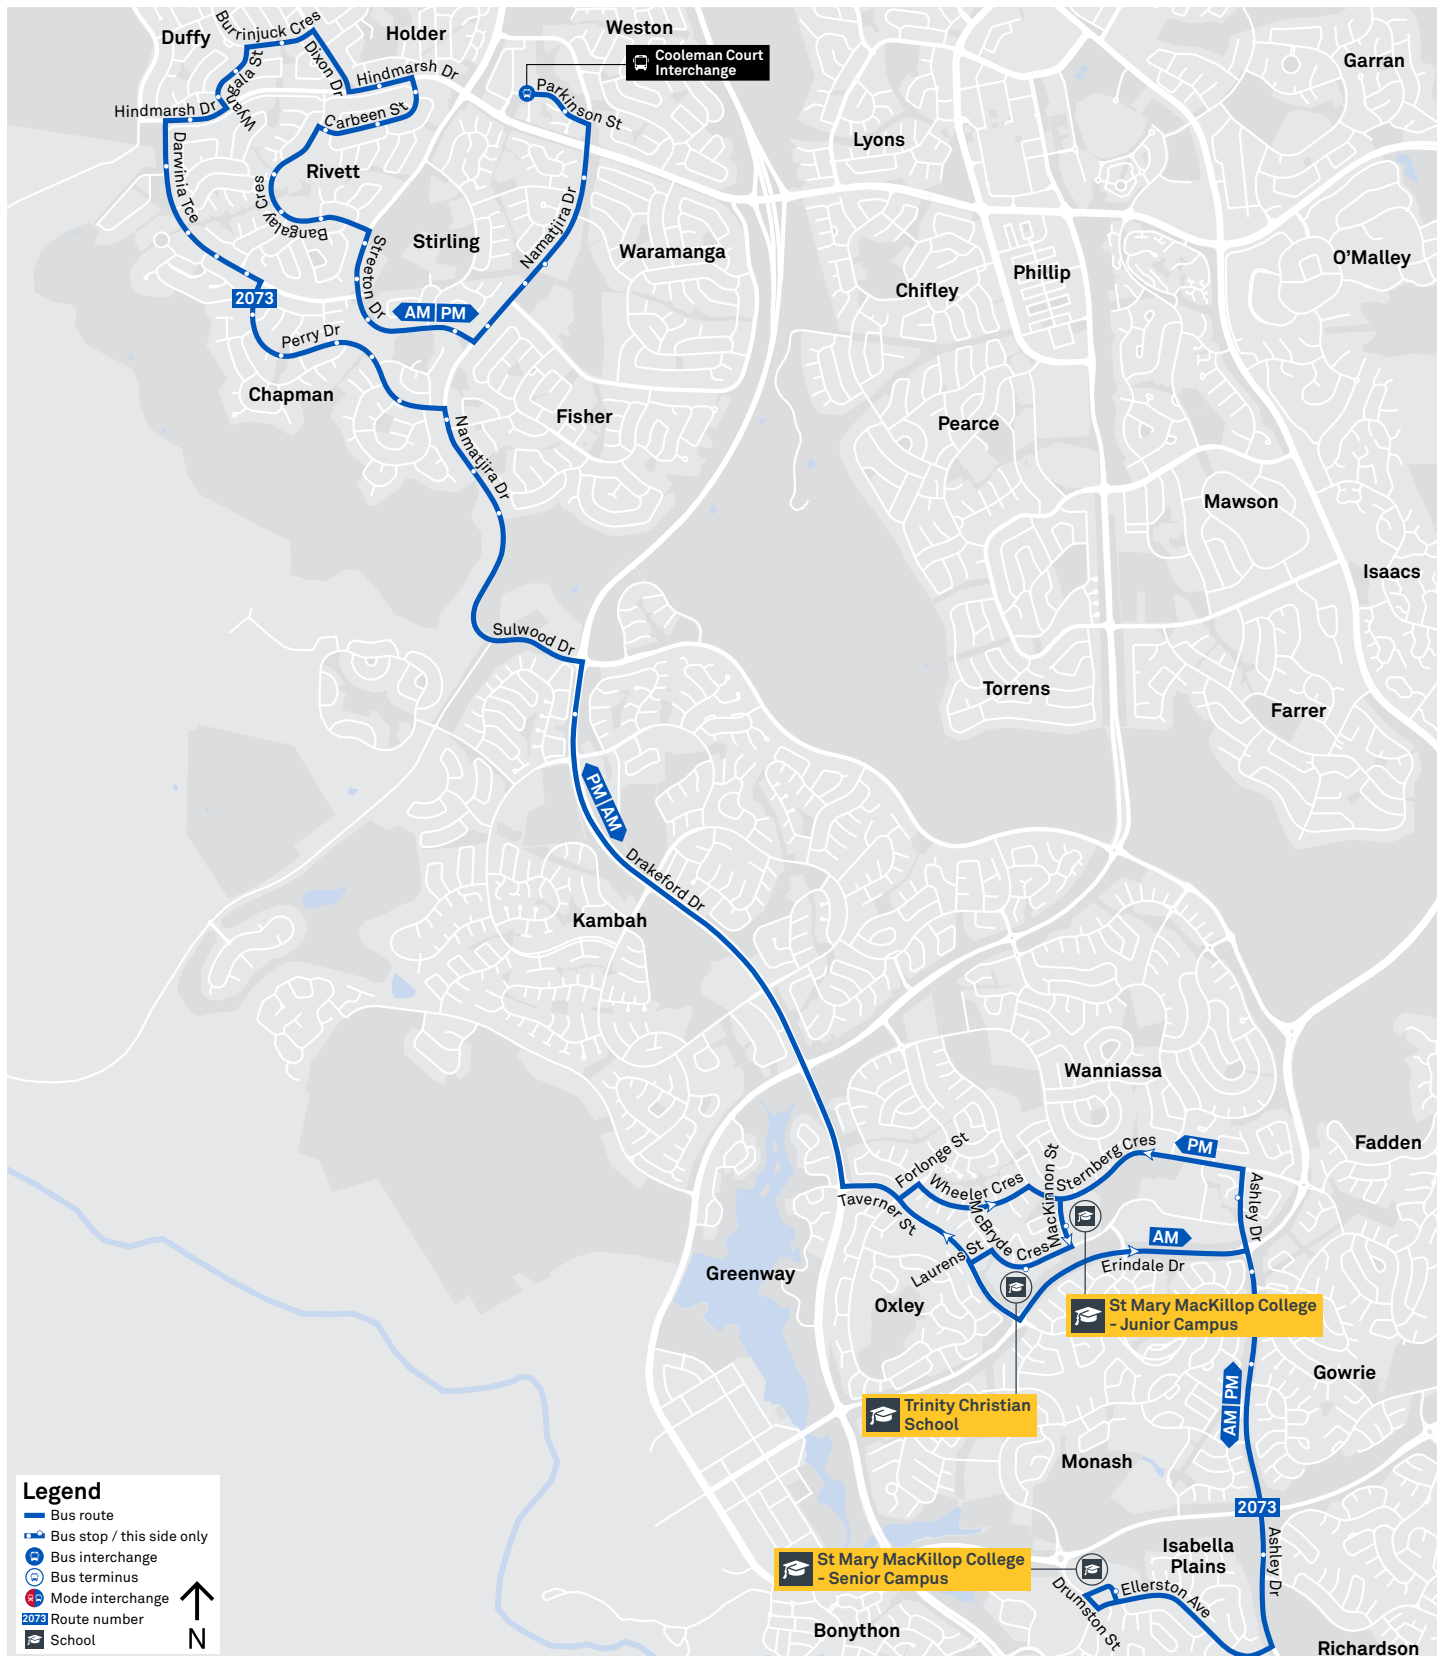 Duffy
Burrinjuck Cres
Holder
Weston
Garran
Cooleman Court
Interchange
Dixon Dr
Hindmarsh Dr
Parkinson St
Wyangala St
Hindmarsh Dr
Carbeen St
Lyons
Darwinia Tce
Rivett
Bangalay Cres
Namatjira Dr
Stirling
Streeton Dr
Waramanga
O'Malley
Phillip
Chifley
2073
AM PM
Perry Dr
Chapman
Fisher
Pearce
Namatjira Dr
Mawson
Isaacs
Sulwood Dr
Torrens
Farrer
PM AM
Drakeford Dr
Kambah
Wanniassa
Fadden
Forlonge St
Wheeler Cres
MacKinnon St
Sternberg Cres
PM
Taverner St
McBryde Cres
Ashley Dr
AM
Laurens St
Erindale Dr
Greenway
Oxley
St Mary MacKillop College
- Junior Campus
Gowrie
Trinity Christian
School
AM PM
Monash
2073
Isabella
Plains
Ashley Dr
St Mary MacKillop College
- Senior Campus
Drumston St
Ellerston Ave
Bonython
Richardson
Legend
Bus route
Bus stop / this side only
Bus interchange
Bus terminus
Mode interchange
2073 Route number
School
N